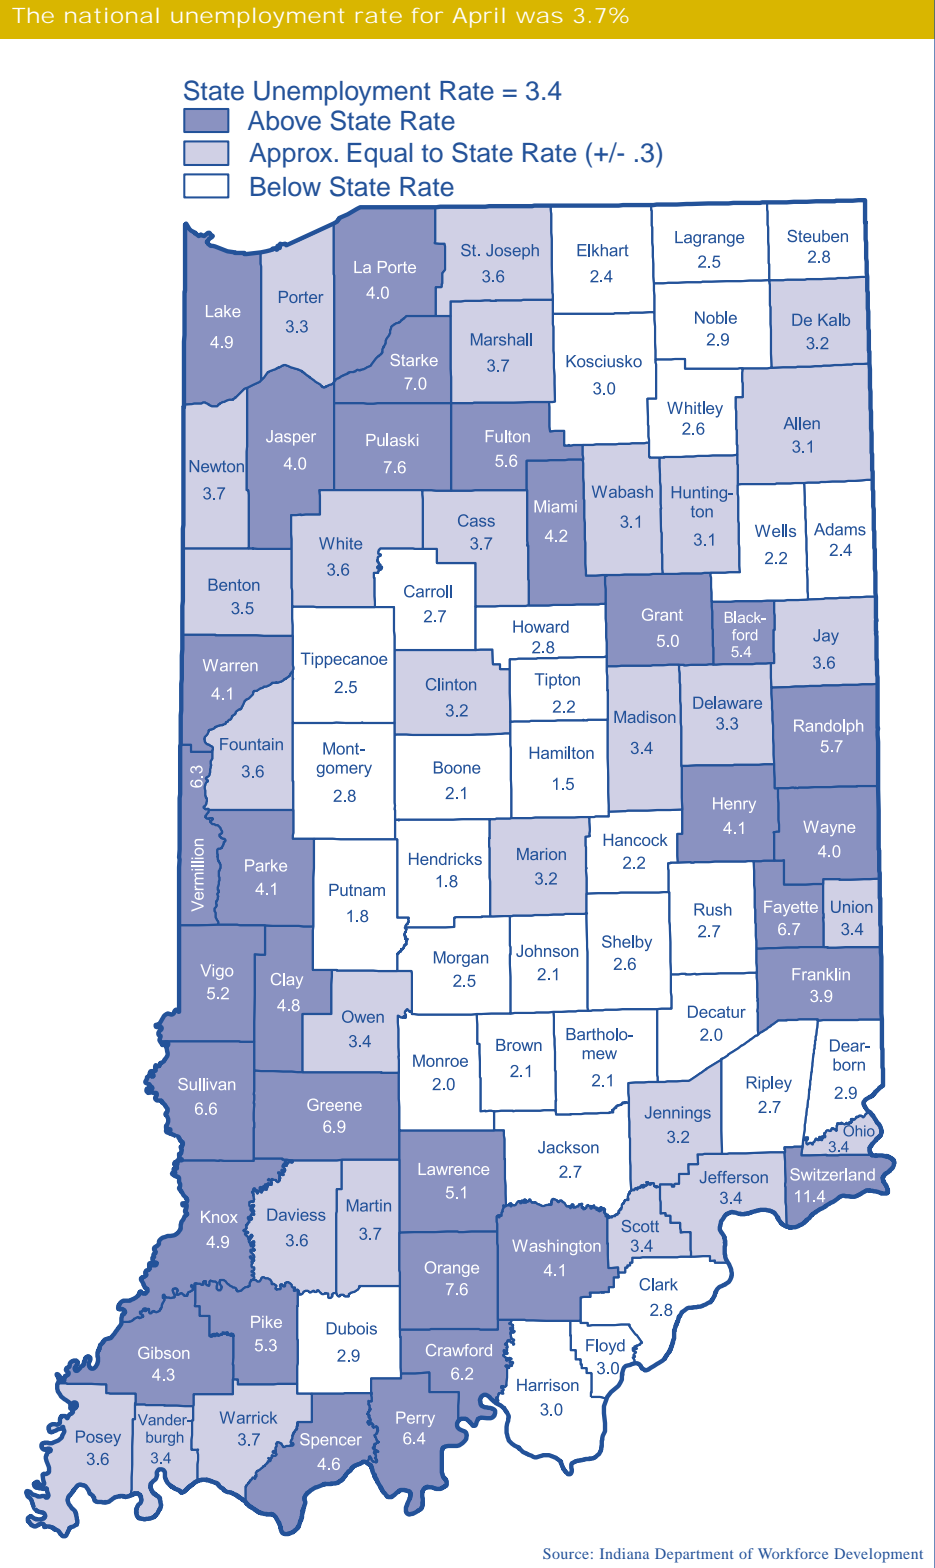 The national unemployment rate for April was 3.7%
State Unemployment Rate = 3.4
Above State Rate
Approx. Equal to State Rate (+/- .3)
Below State Rate
Lake
4.9
Porter
3.3
La Porte
4.0
St. Joseph
3.6
Elkhart
2.4
Lagrange
2.5
Steuben
2.8
Starke
7.0
Marshall
3.7
Kosciusko
3.0
Noble
2.9
De Kalb
3.2
Whitley
2.6
Allen
3.1
Newton
3.7
Jasper
4.0
Pulaski
7.6
Fulton
5.6
Miami
4.2
Wabash
3.1
Hunting-
ton
3.1
Wells
2.2
Adams
2.4
White
3.6
Cass
3.7
Benton
3.5
Carroll
2.7
Howard
2.8
Grant
5.0
Black-
ford
5.4
Jay
3.6
Warren
4.1
Tippecanoe
2.5
Clinton
3.2
Tipton
2.2
Madison
3.4
Delaware
3.3
Randolph
5.7
Fountain
3.6
Vermillion
6.3
Mont-
gomery
2.8
Boone
2.1
Hamilton
1.5
Henry
4.1
Wayne
4.0
Parke
4.1
Putnam
1.8
Hendricks
1.8
Marion
3.2
Hancock
2.2
Rush
2.7
Fayette
6.7
Union
3.4
Vigo
5.2
Clay
4.8
Owen
3.4
Morgan
2.5
Johnson
2.1
Shelby
2.6
Franklin
3.9
Decatur
2.0
Sullivan
6.6
Greene
6.9
Monroe
2.0
Brown
2.1
Bartholo-
mew
2.1
Ripley
2.7
Dear-
born
2.9
Jennings
3.2
Ohio
3.4
Switzerland
11.4
Jackson
2.7
Jefferson
3.4
Lawrence
5.1
Knox
4.9
Daviess
3.6
Martin
3.7
Orange
7.6
Washington
4.1
Scott
3.4
Clark
2.8
Floyd
3.0
Harrison
3.0
Gibson
4.3
Pike
5.3
Dubois
2.9
Crawford
6.2
Perry
6.4
Posey
3.6
Vander-
burgh
3.4
Warrick
3.7
Spencer
4.6
Source: Indiana Department of Workforce Development